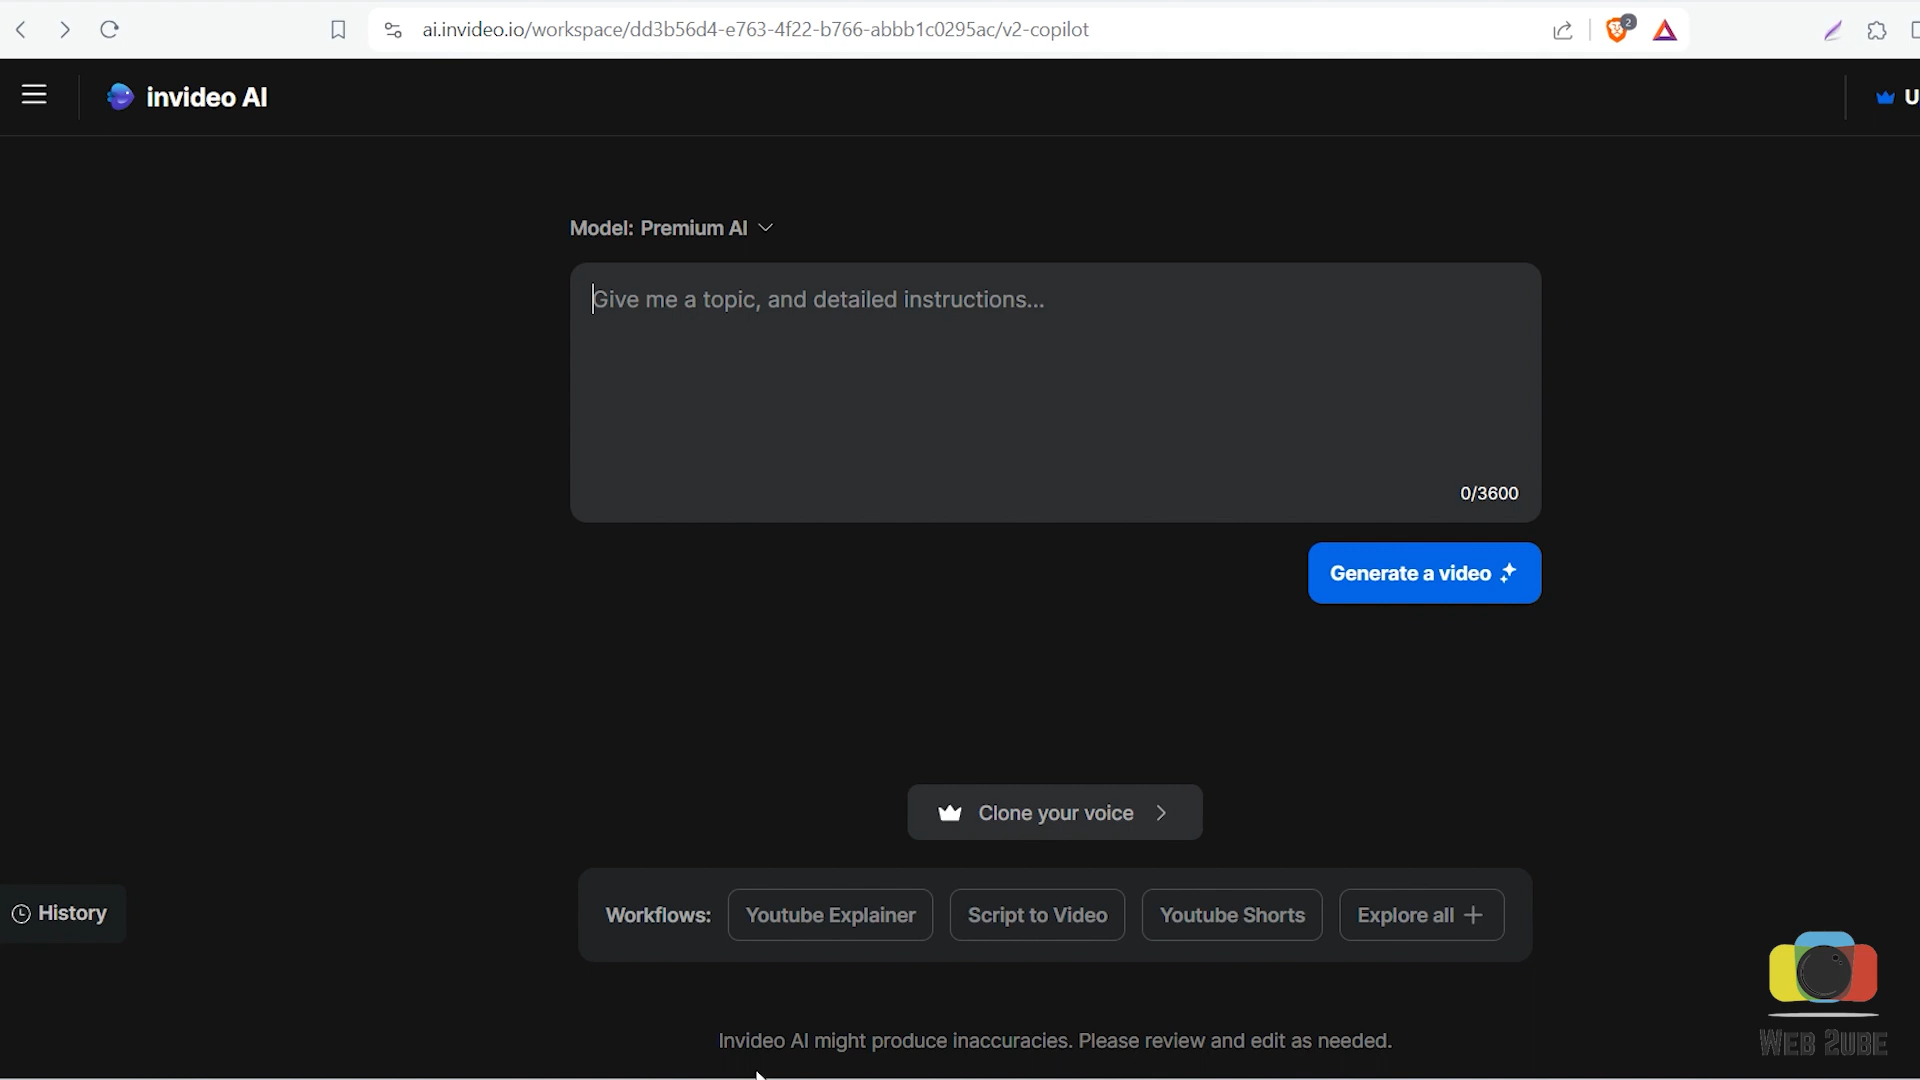 ai.invideo.io/workspace/dd3b56d4-e763-4f22-b766-abbb1c0295ac/v2-copilot
2
invideo AI
U
Model: Premium AI
Give me a topic, and detailed instructions...
0/3600
Generate a video
Clone your voice
History
Workflows:
Youtube Explainer
Script to Video
Youtube Shorts
Explore all
WEB 2UBE
Invideo AI might produce inaccuracies. Please review and edit as needed.